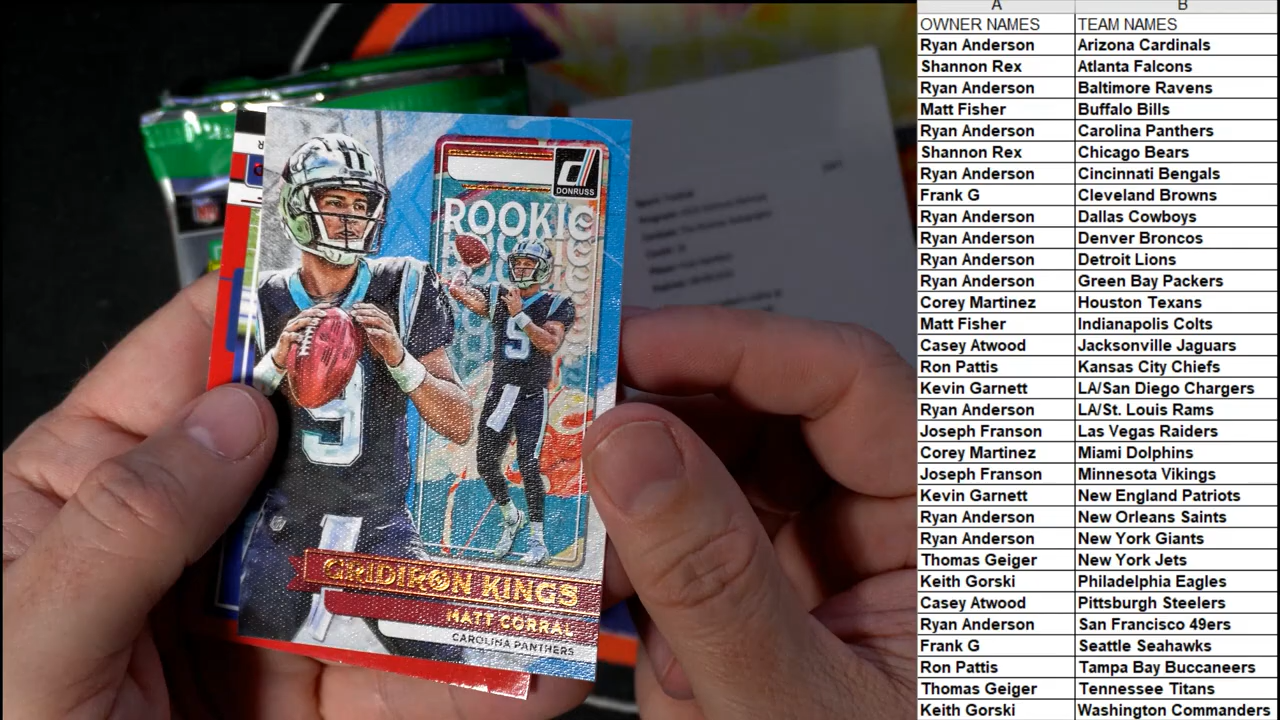 DONRUSS
ROOKIE
9
9
GRIDIRON KINGS
MATT CORRAL
CAROLINA PANTHERS
A B
OWNER NAMES TEAM NAMES
Ryan Anderson Arizona Cardinals
Shannon Rex Atlanta Falcons
Ryan Anderson Baltimore Ravens
Matt Fisher Buffalo Bills
Ryan Anderson Carolina Panthers
Shannon Rex Chicago Bears
Ryan Anderson Cincinnati Bengals
Frank G Cleveland Browns
Ryan Anderson Dallas Cowboys
Ryan Anderson Denver Broncos
Ryan Anderson Detroit Lions
Ryan Anderson Green Bay Packers
Corey Martinez Houston Texans
Matt Fisher Indianapolis Colts
Casey Atwood Jacksonville Jaguars
Ron Pattis Kansas City Chiefs
Kevin Garnett LA/San Diego Chargers
Ryan Anderson LA/St. Louis Rams
Joseph Franson Las Vegas Raiders
Corey Martinez Miami Dolphins
Joseph Franson Minnesota Vikings
Kevin Garnett New England Patriots
Ryan Anderson New Orleans Saints
Ryan Anderson New York Giants
Thomas Geiger New York Jets
Keith Gorski Philadelphia Eagles
Casey Atwood Pittsburgh Steelers
Ryan Anderson San Francisco 49ers
Frank G Seattle Seahawks
Ron Pattis Tampa Bay Buccaneers
Thomas Geiger Tennessee Titans
Keith Gorski Washington Commanders